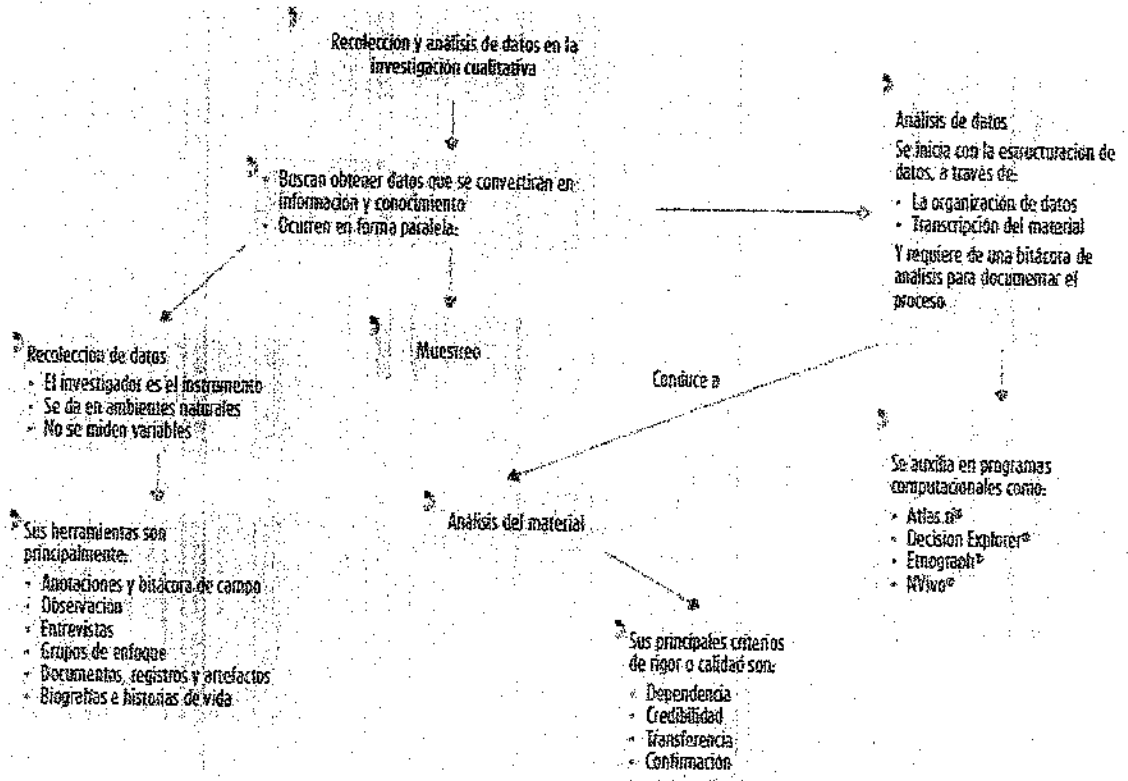 Recolección y análisis de datos en la
investigación cualitativa
- Buscan obtener datos que se convertirán en
información y conocimiento
- Ocurren en forma paralela:
Análisis de datos
Se inicia con la estructuración de
datos, a través de:
- La organización de datos
- Transcripción del material
Y requiere de una bitácora de
análisis para documentar el
proceso
Recolección de datos
- El investigador es el instrumento
- Se da en ambientes naturales
- No se miden variables
Muestreo
Conduce a
Sus herramientas son
principalmente:
- Anotaciones y bitácora de campo
- Observación
- Entrevistas
- Grupos de enfoque
- Documentos, registros y artefactos
- Biografías e historias de vida
Análisis del material
Se auxilia en programas
computacionales como:
- Atlas.ti®
- Decision Explorer®
- Etnograph®
- NVivo®
Sus principales criterios
de rigor o calidad son:
- Dependencia
- Credibilidad
- Transferencia
- Confirmación